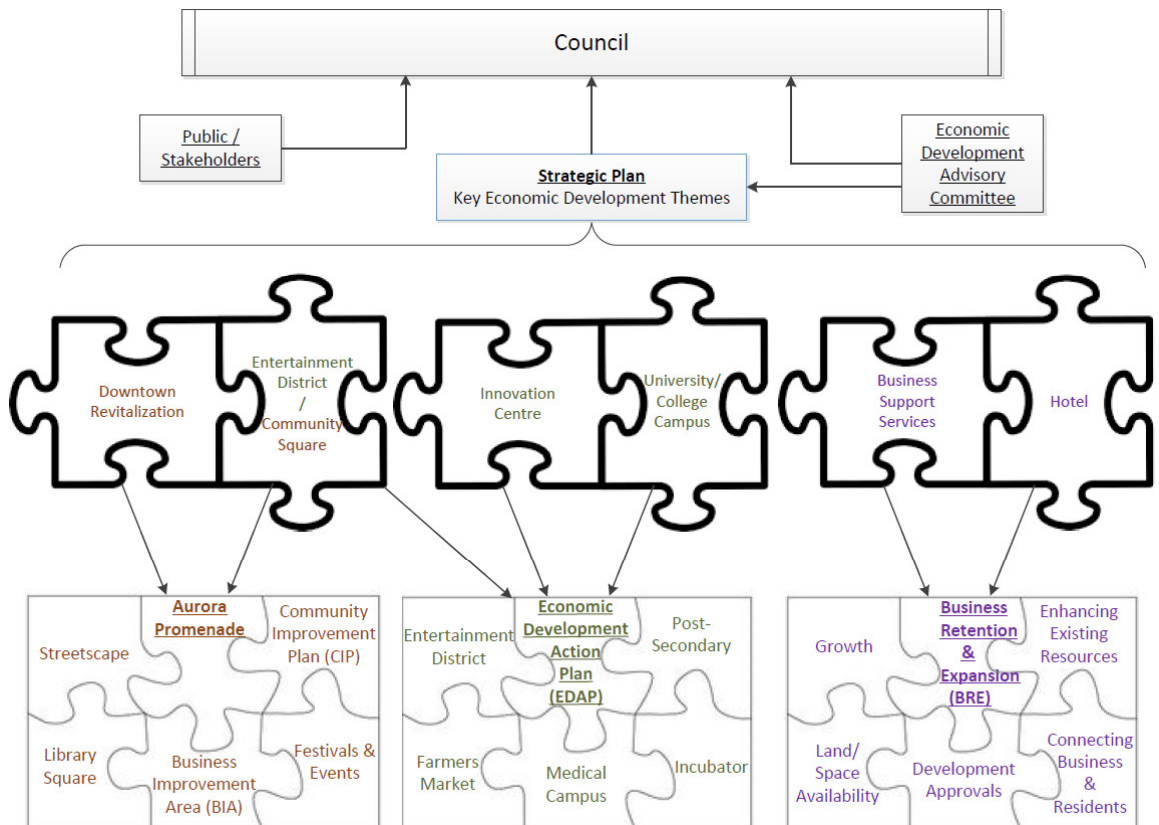 Council
Public /
Stakeholders
Economic
Development
Advisory
Committee
Strategic Plan
Key Economic Development Themes
Downtown
Revitalization
Entertainment
District
/
Community
Square
Innovation
Centre
University/
College
Campus
Business
Support
Services
Hotel
Aurora
Promenade
Streetscape
Community
Improvement
Plan (CIP)
Library
Square
Business
Improvement
Area (BIA)
Festivals &
Events
Economic
Development
Action
Plan
(EDAP)
Entertainment
District
Post-
Secondary
Farmers
Market
Medical
Campus
Incubator
Business
Retention
&
Expansion
(BRE)
Growth
Enhancing
Existing
Resources
Land/
Space
Availability
Development
Approvals
Connecting
Business
&
Residents